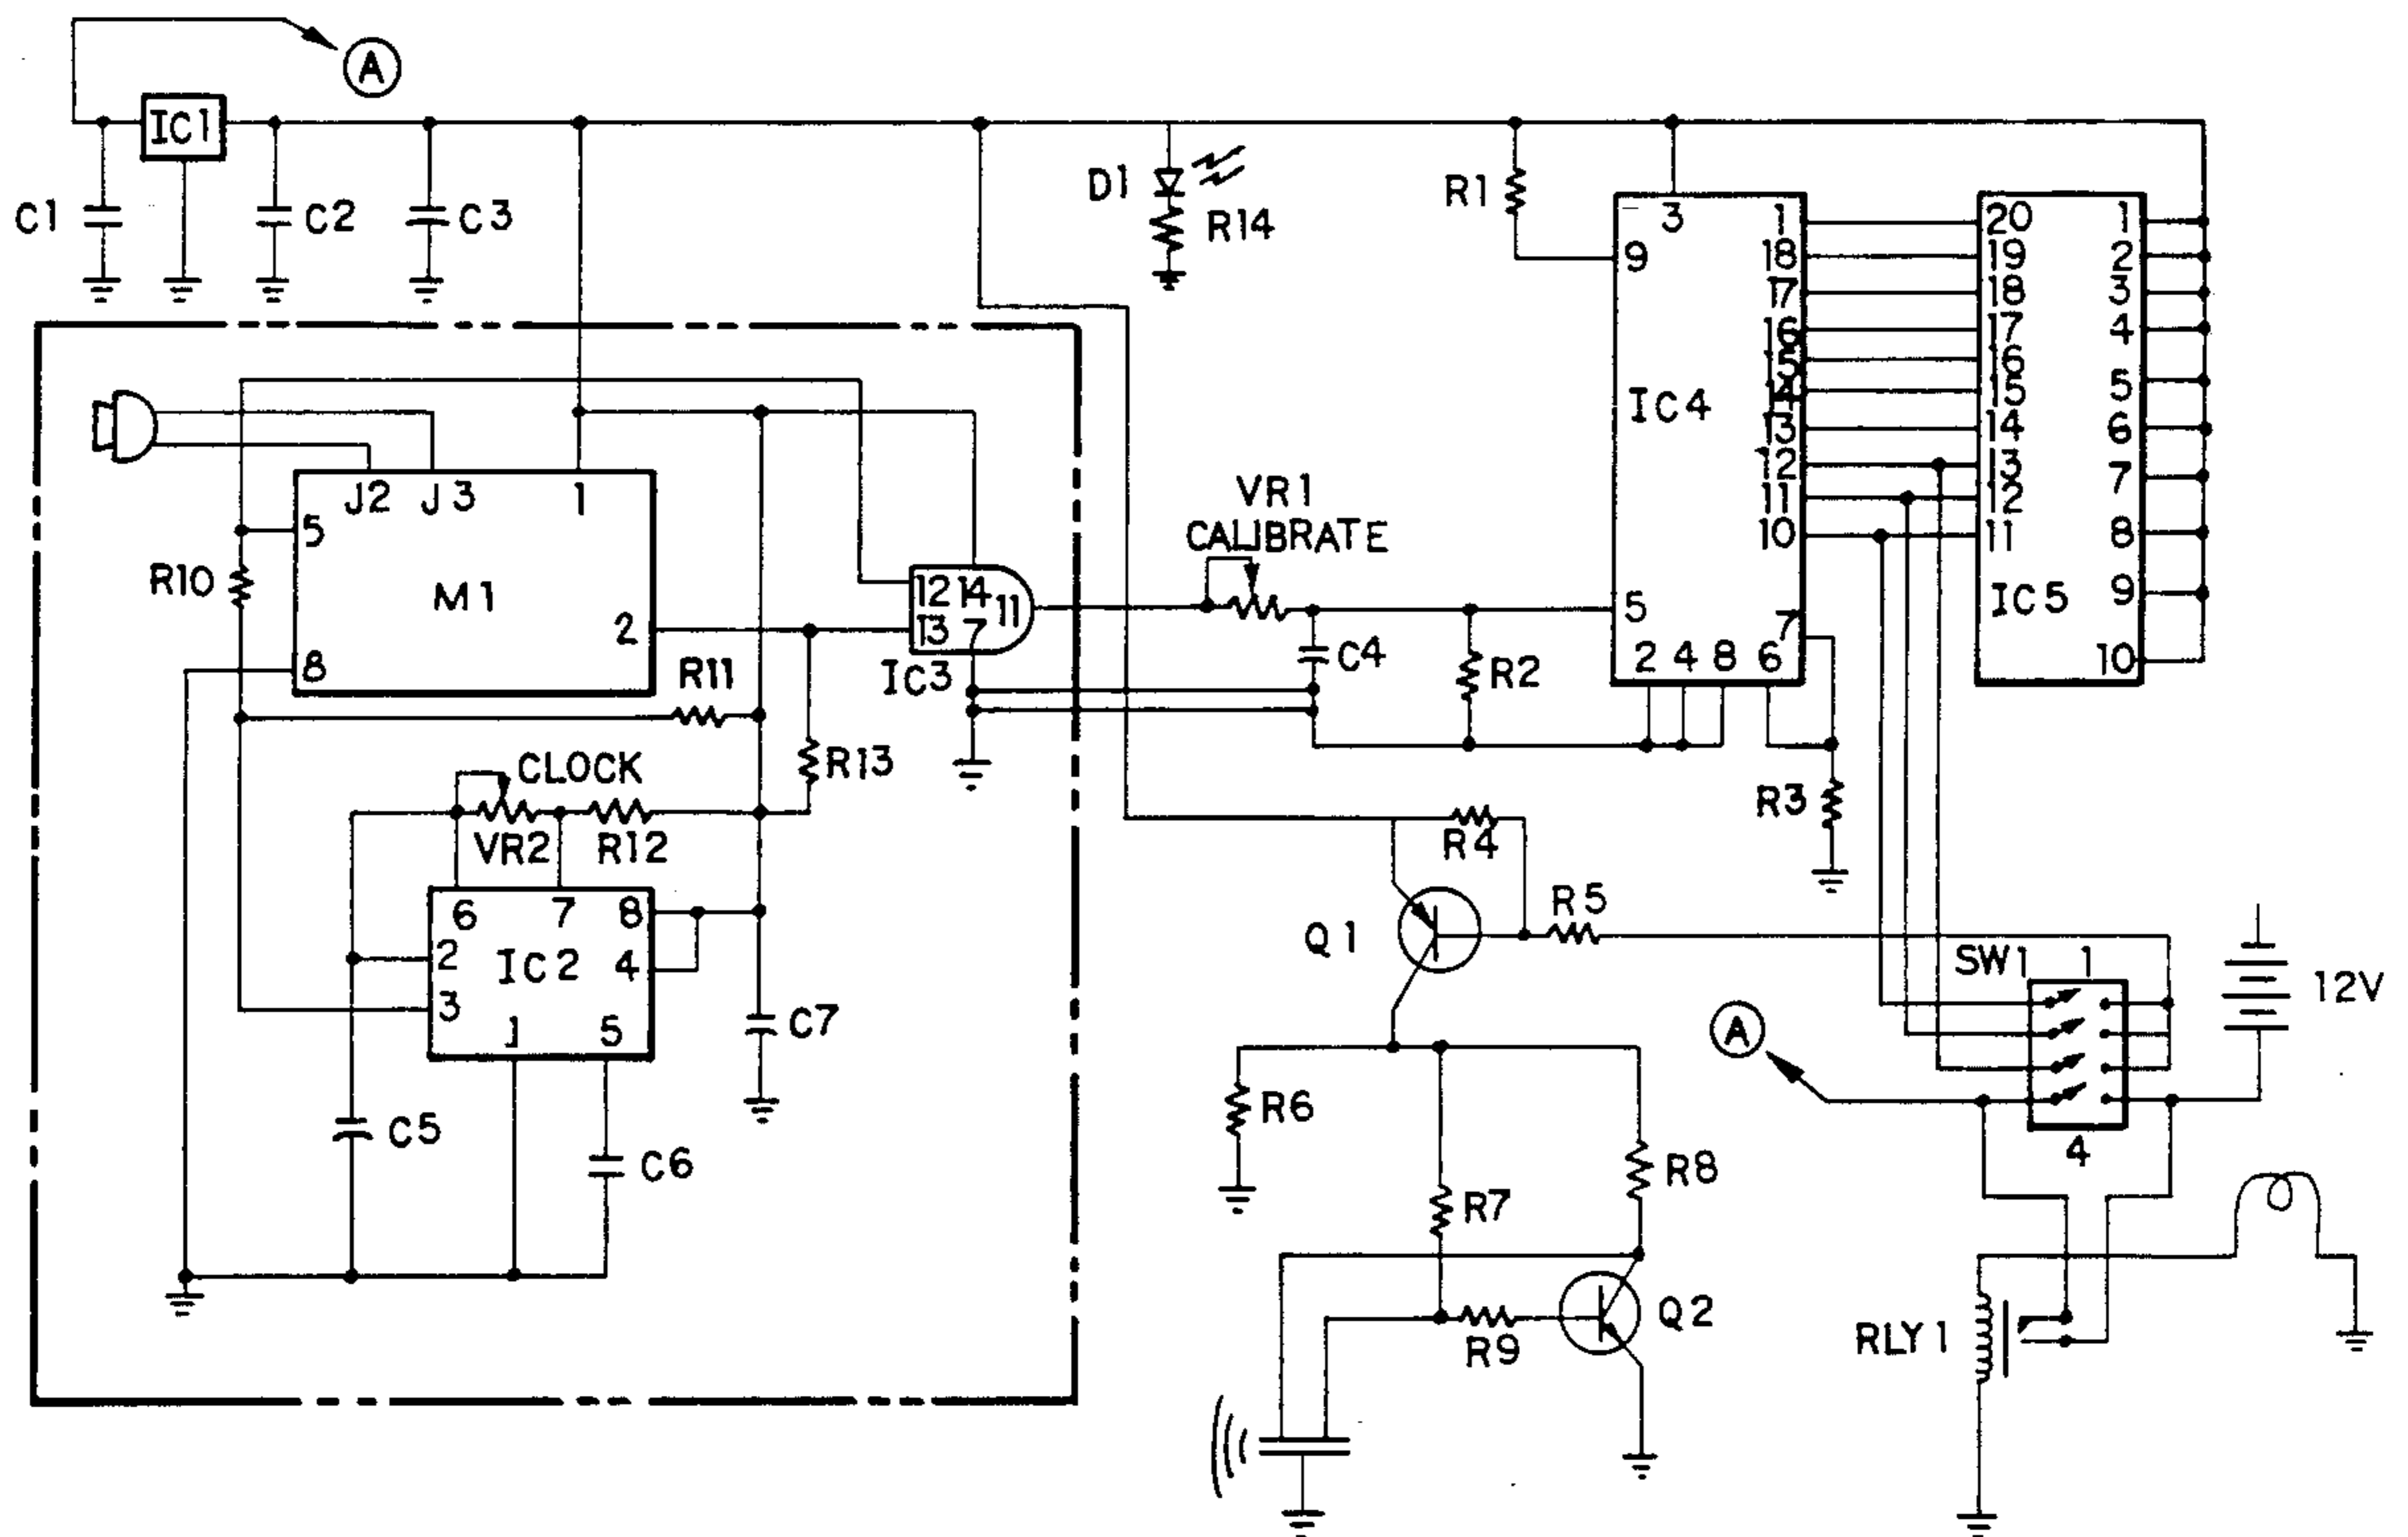 A
IC1
C1
C2
C3
D1
R14
R1
3
9
IC4
1
18
17
16
15
14
13
12
11
10
5
7
2 4 8 6
20
19
18
17
16
15
14
13
12
11
IC5
1
2
3
4
5
6
7
8
9
10
J2 J3 1
5
R10
M1
2
8
12 14
11
13 7
IC3
VR1
CALIBRATE
C4
R2
R3
R11
R13
CLOCK
VR2 R12
6 7 8
2
IC2
4
3
1 5
C7
C5
C6
R4
R5
Q1
R6
R7
R8
R9
Q2
SW1 1
12V
A
4
RLY1